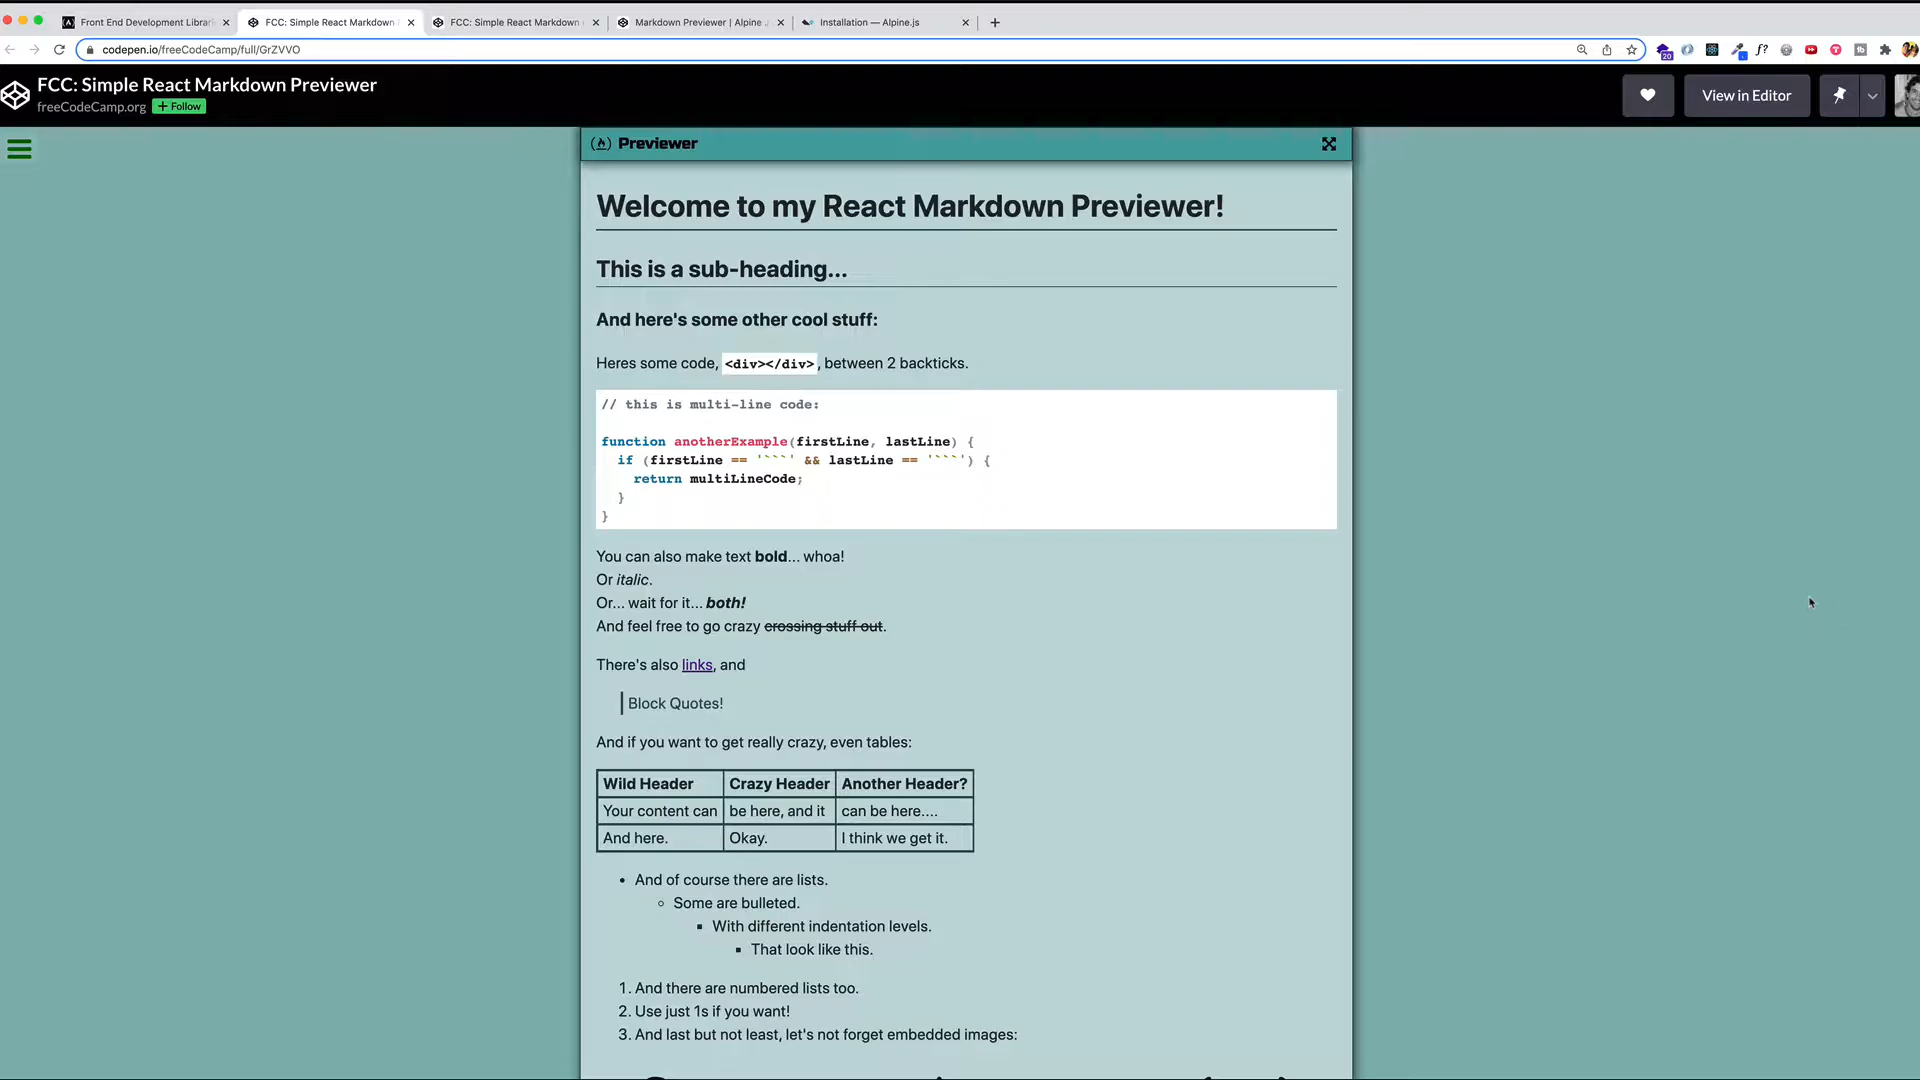 Front End Development Librari
FCC: Simple React Markdown
FCC: Simple React Markdown
Markdown Previewer | Alpine
Installation — Alpine.js
codepen.io/freeCodeCamp/full/GrZVVO
20
f?
FCC: Simple React Markdown Previewer
freeCodeCamp.org + Follow
View in Editor
Previewer
Welcome to my React Markdown Previewer!
This is a sub-heading...
And here's some other cool stuff:
Heres some code, <div></div>, between 2 backticks.
// this is multi-line code:
function anotherExample(firstLine, lastLine) {
if (firstLine == '```' && lastLine == '```') {
return multiLineCode;
}
}
You can also make text bold... whoa!
Or italic.
Or... wait for it... both!
And feel free to go crazy crossing stuff out.
There's also links, and
Block Quotes!
And if you want to get really crazy, even tables:
Wild Header Crazy Header Another Header?
Your content can be here, and it can be here....
And here. Okay. I think we get it.
• And of course there are lists.
◦ Some are bulleted.
▪ With different indentation levels.
▪ That look like this.
1. And there are numbered lists too.
2. Use just 1s if you want!
3. And last but not least, let's not forget embedded images: